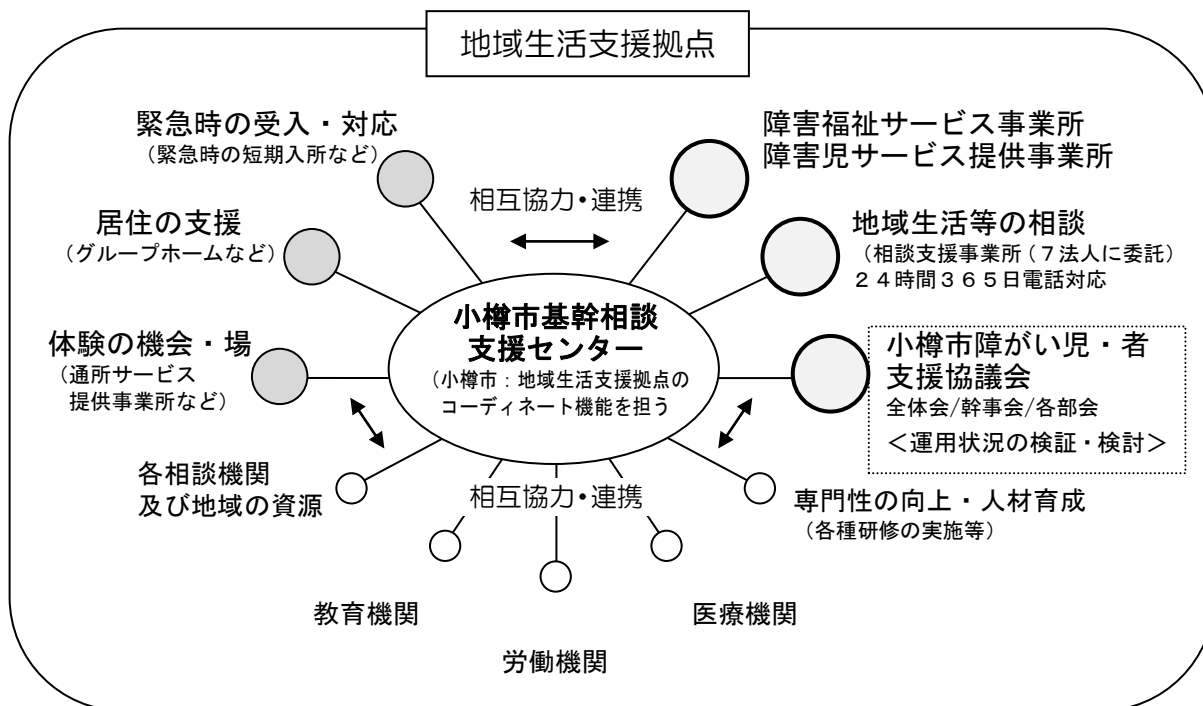 地域生活支援拠点
緊急時の受入・対応
（緊急時の短期入所など）
障害福祉サービス事業所
障害児サービス提供事業所
相互協力・連携
居住の支援
（グループホームなど）
地域生活等の相談
（相談支援事業所（７法人に委託）
２４時間３６５日電話対応
小樽市基幹相談
支援センター
（小樽市：地域生活支援拠点の
コーディネート機能を担う
体験の機会・場
（通所サービス
提供事業所など）
小樽市障がい児・者
支援協議会
全体会/幹事会/各部会
＜運用状況の検証・検討＞
各相談機関
及び地域の資源
相互協力・連携
専門性の向上・人材育成
（各種研修の実施等）
教育機関
医療機関
労働機関